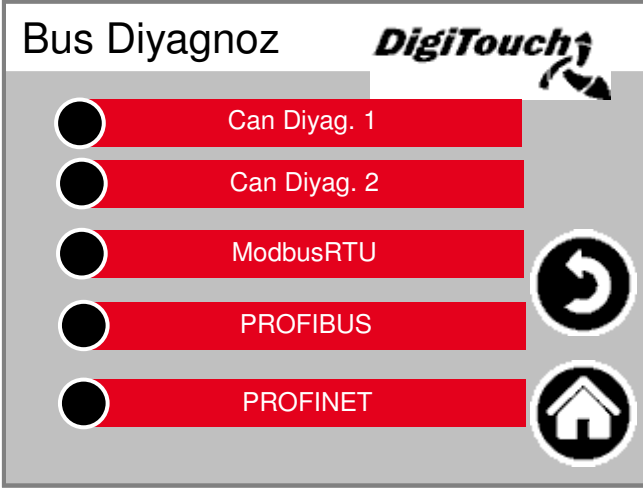 Bus Diyagnoz
DigiTouch
Can Diyag. 1
Can Diyag. 2
ModbusRTU
PROFIBUS
PROFINET